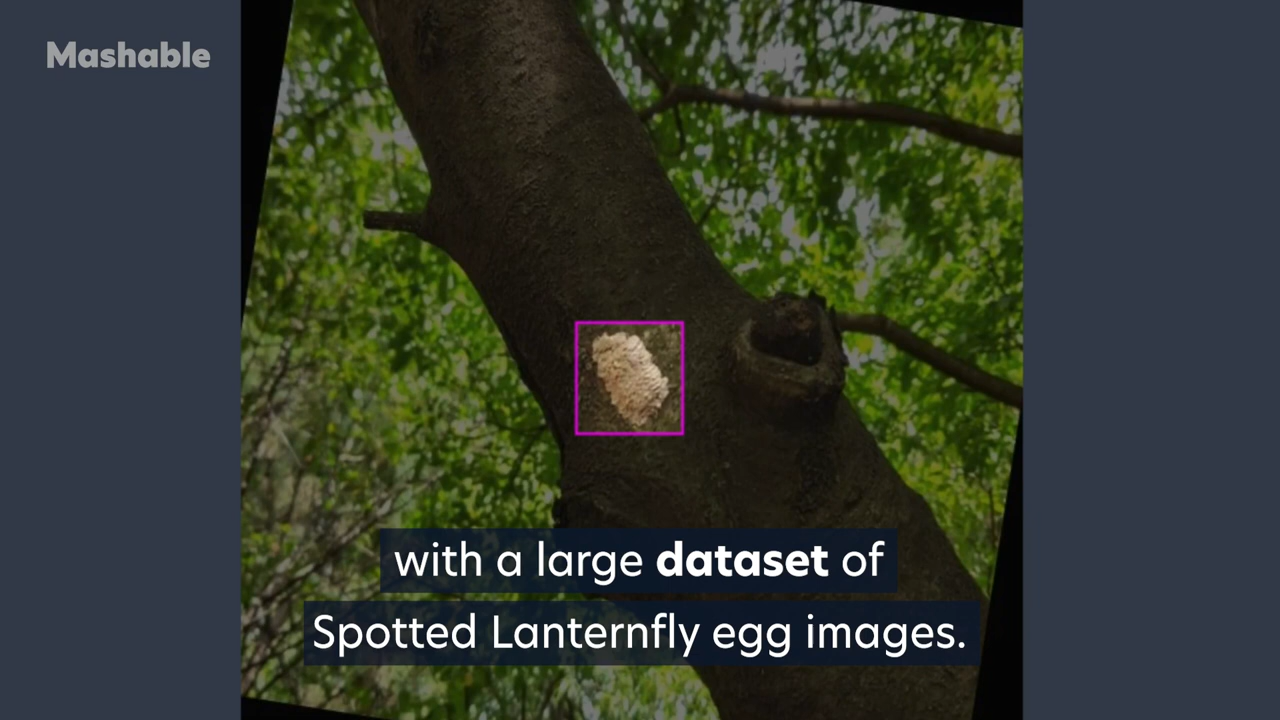 Mashable
with a large dataset of
Spotted Lanternfly egg images.